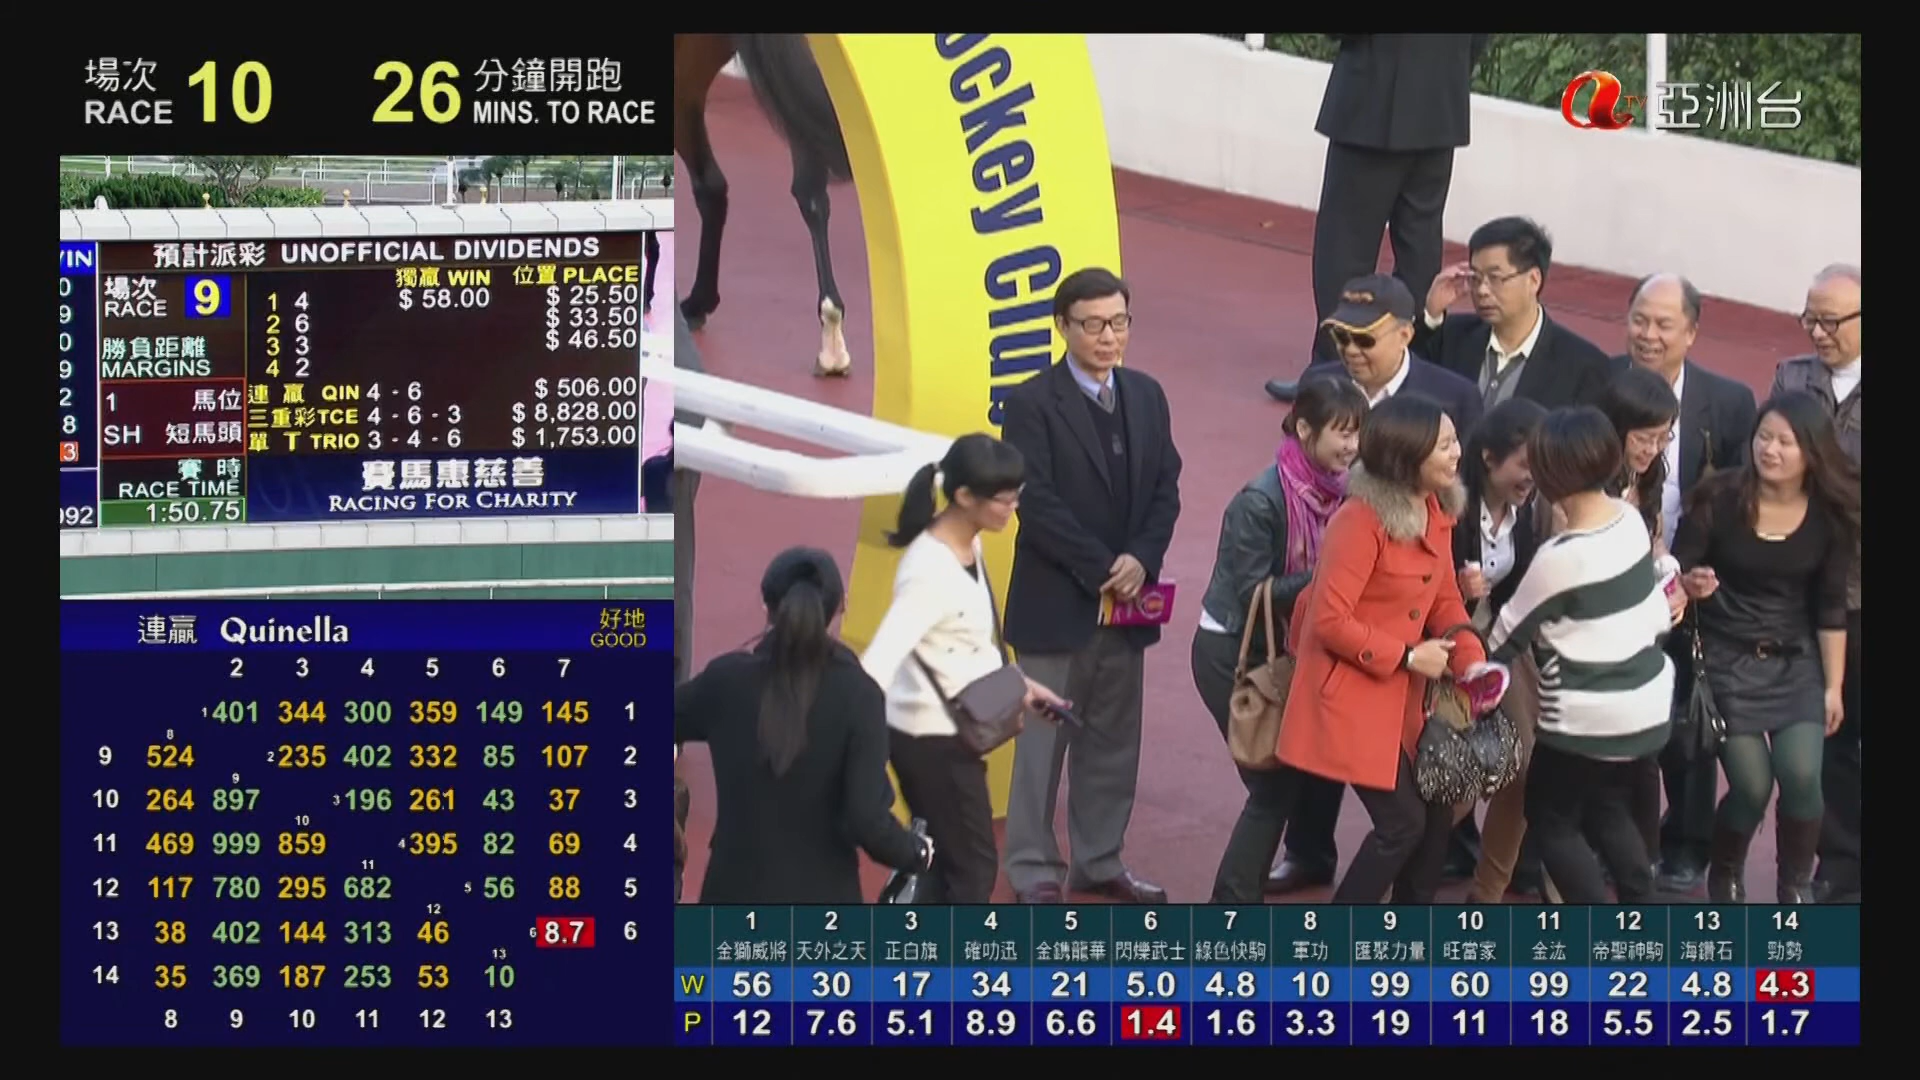 場次 RACE 10 26 分鐘開跑 MINS. TO RACE
預計派彩 UNOFFICIAL DIVIDENDS
獨贏 WIN 位置 PLACE
場次 RACE 9
1 4 $ 58.00 $ 25.50
2 6 $ 33.50
3 3 $ 46.50
4 2
勝負距離
MARGINS
1 馬位
SH 短馬頭
連贏 QIN 4 - 6 $ 506.00
三重彩 TCE 4 - 6 - 3 $ 8,828.00
單 T TRIO 3 - 4 - 6 $ 1,753.00
賽時
RACE TIME
1:50.75
賽馬惠慈善
RACING FOR CHARITY
連贏 Quinella 好地 GOOD
2 3 4 5 6 7
1 401 344 300 359 149 145 1
8
9 524 2 235 402 332 85 107 2
9
10 264 897 3 196 261 43 37 3
10
11 469 999 859 4 395 82 69 4
11
12 117 780 295 682 5 56 88 5
12
13 38 402 144 313 46 6 8.7 6
13
14 35 369 187 253 53 10
8 9 10 11 12 13
ockey Club
aTV 亞洲台
1 2 3 4 5 6 7 8 9 10 11 12 13 14
金獅威將 天外之天 正白旗 確叻迅 金鐫龍華 閃爍武士 綠色快駒 軍功 匯聚力量 旺當家 金汯 帝聖神駒 海鑽石 勁勢
W 56 30 17 34 21 5.0 4.8 10 99 60 99 22 4.8 4.3
P 12 7.6 5.1 8.9 6.6 1.4 1.6 3.3 19 11 18 5.5 2.5 1.7